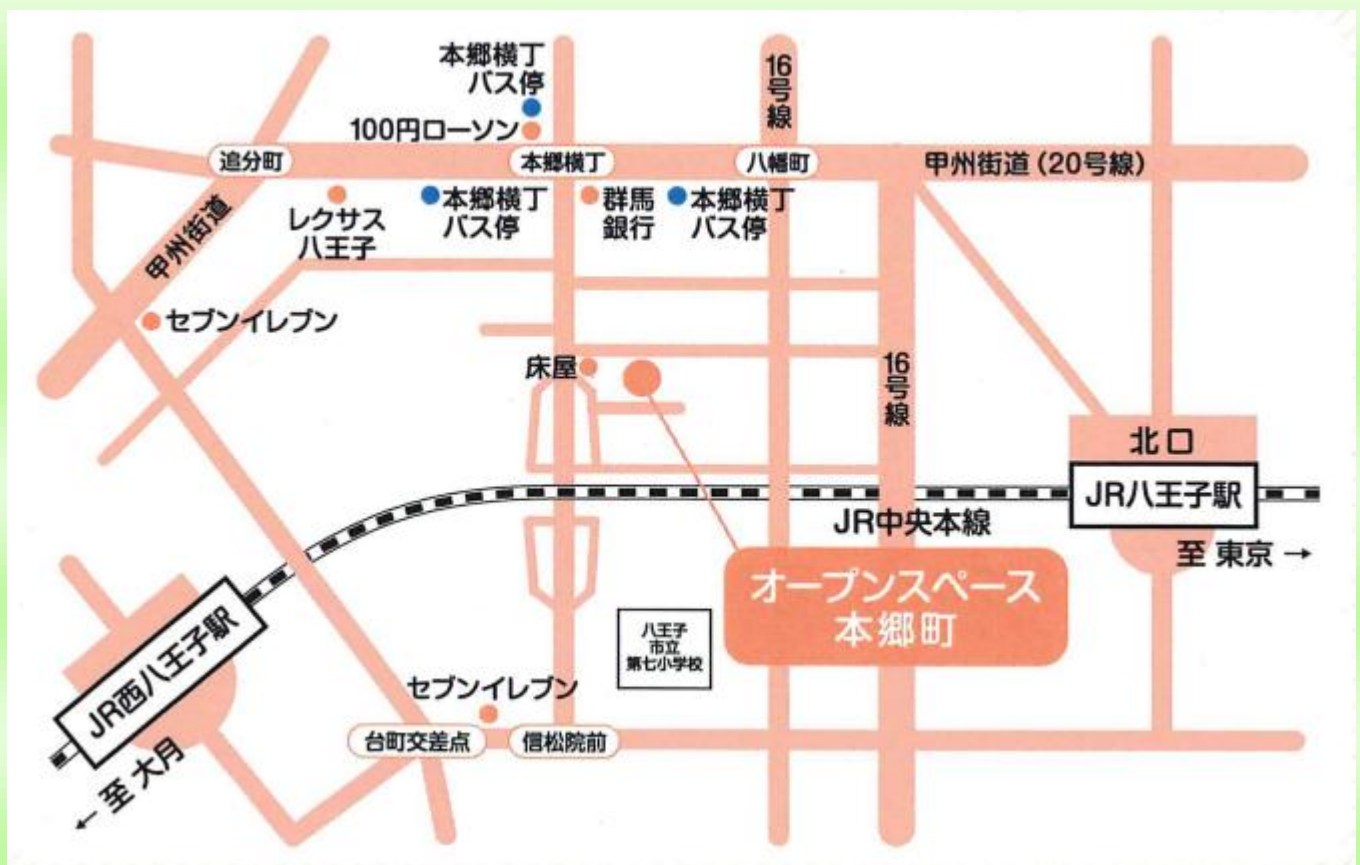 本郷横丁
バス停
16号線
100円ローソン
追分町
本郷横丁
八幡町
甲州街道(20号線)
レクサス
八王子
本郷横丁
バス停
群馬
銀行
本郷横丁
バス停
甲州街道
セブンイレブン
床屋
16号線
北口
JR八王子駅
JR中央本線
至 東京 →
オープンスペース
本郷町
八王子
市立
第七小学校
JR西八王子駅
← 至 大月
セブンイレブン
台町交差点
信松院前